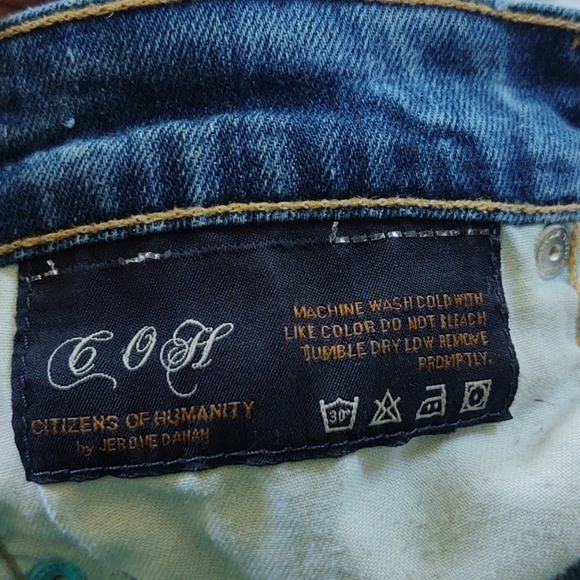 COH
CITIZENS OF HUMANITY
by JEROME DAHAN
MACHINE WASH COLD WITH
LIKE COLOR DO NOT BLEACH
TUMBLE DRY LOW REMOVE
PROMPTLY.
30°